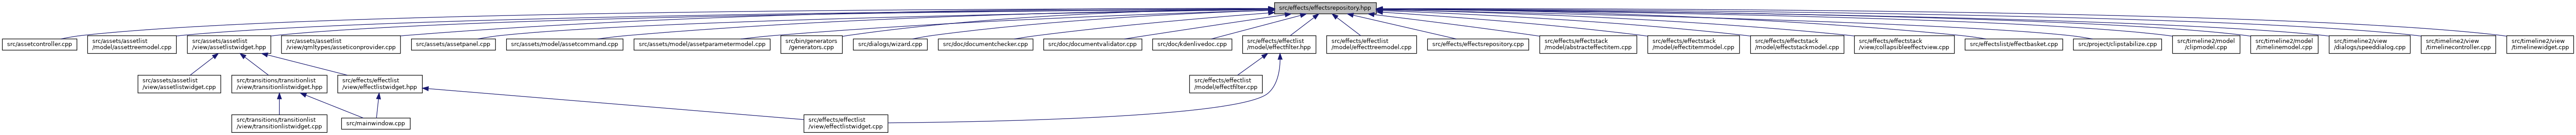 src/effects/effectsrepository.hpp
src/assetcontroller.cpp
src/assets/assetlist
/model/assettreemodel.cpp
src/assets/assetlist
/view/assetlistwidget.hpp
src/assets/assetlist
/view/qmltypes/asseticonprovider.cpp
src/assets/assetpanel.cpp
src/assets/model/assetcommand.cpp
src/assets/model/assetparametermodel.cpp
src/bin/generators
/generators.cpp
src/dialogs/wizard.cpp
src/doc/documentchecker.cpp
src/doc/documentvalidator.cpp
src/doc/kdenlivedoc.cpp
src/effects/effectlist
/model/effectfilter.hpp
src/effects/effectlist
/model/effecttreemodel.cpp
src/effects/effectsrepository.cpp
src/effects/effectstack
/model/abstracteffectitem.cpp
src/effects/effectstack
/model/effectitemmodel.cpp
src/effects/effectstack
/model/effectstackmodel.cpp
src/effects/effectstack
/view/collapsibleeffectview.cpp
src/effectslist/effectbasket.cpp
src/project/clipstabilize.cpp
src/timeline2/model
/clipmodel.cpp
src/timeline2/model
/timelinemodel.cpp
src/timeline2/view
/dialogs/speeddialog.cpp
src/timeline2/view
/timelinecontroller.cpp
src/timeline2/view
/timelinewidget.cpp
src/assets/assetlist
/view/assetlistwidget.cpp
src/transitions/transitionlist
/view/transitionlistwidget.hpp
src/effects/effectlist
/view/effectlistwidget.hpp
src/effects/effectlist
/model/effectfilter.cpp
src/transitions/transitionlist
/view/transitionlistwidget.cpp
src/mainwindow.cpp
src/effects/effectlist
/view/effectlistwidget.cpp